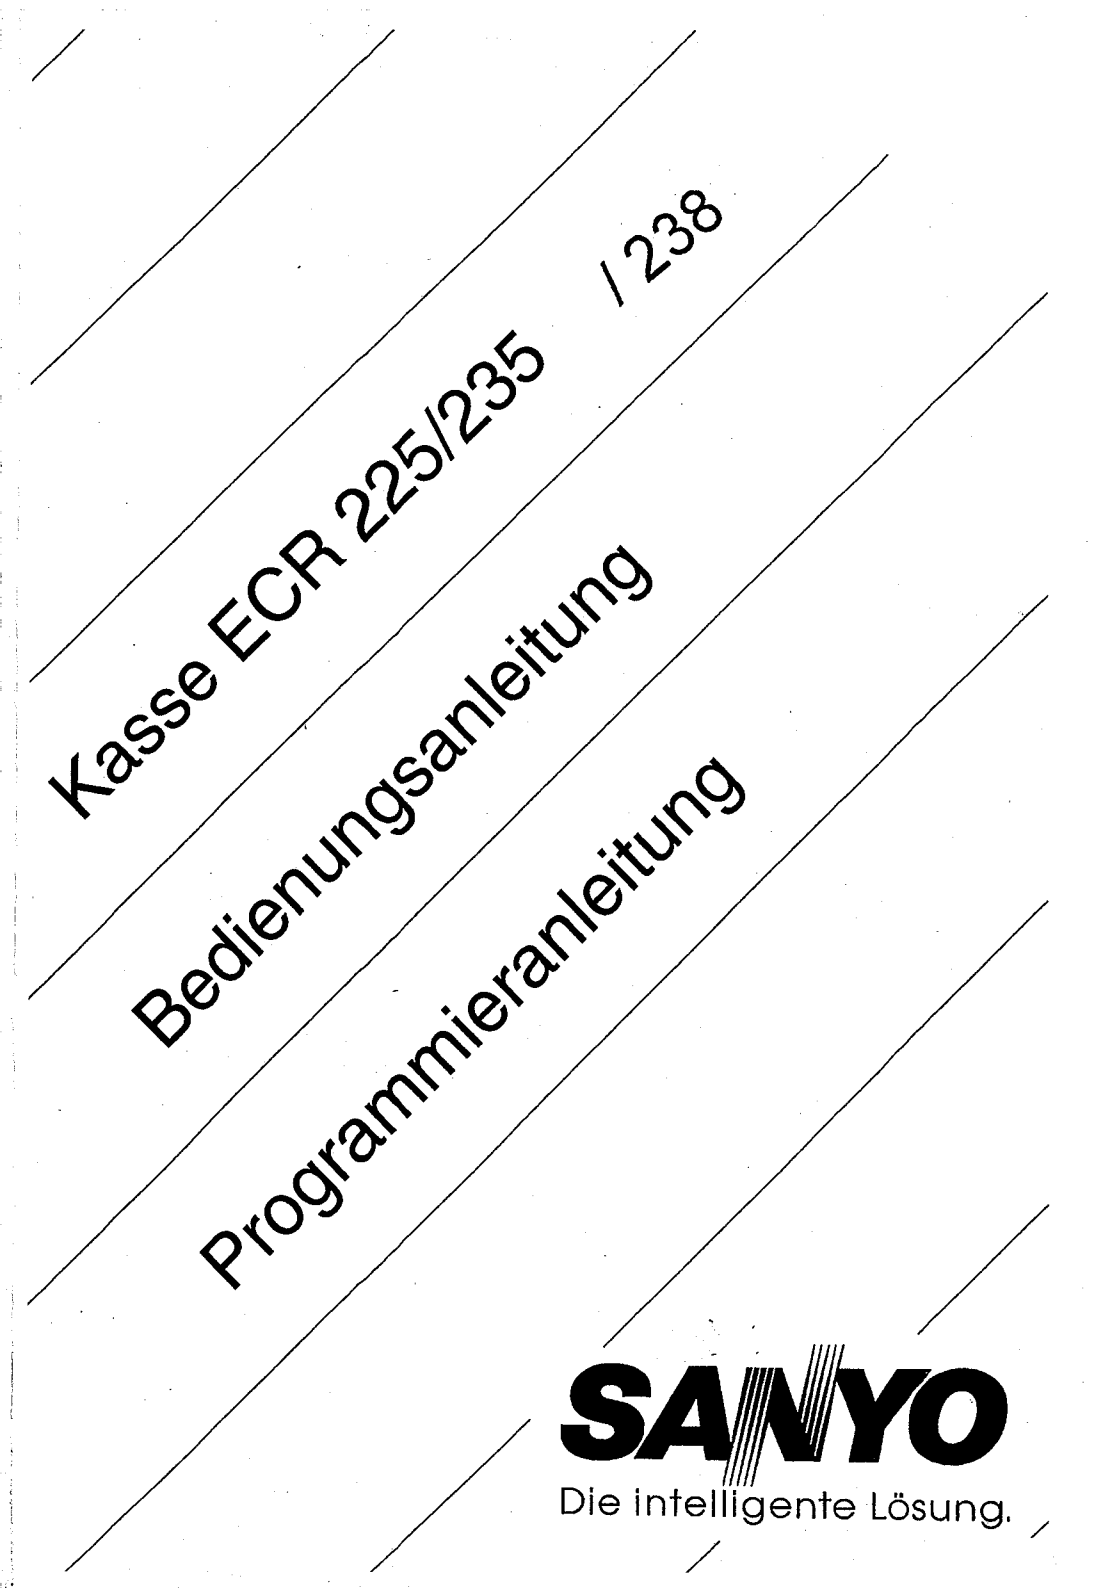 Kasse ECR 225/235 / 238
Bedienungsanleitung
Programmieranleitung
SANYO
Die intelligente Lösung.